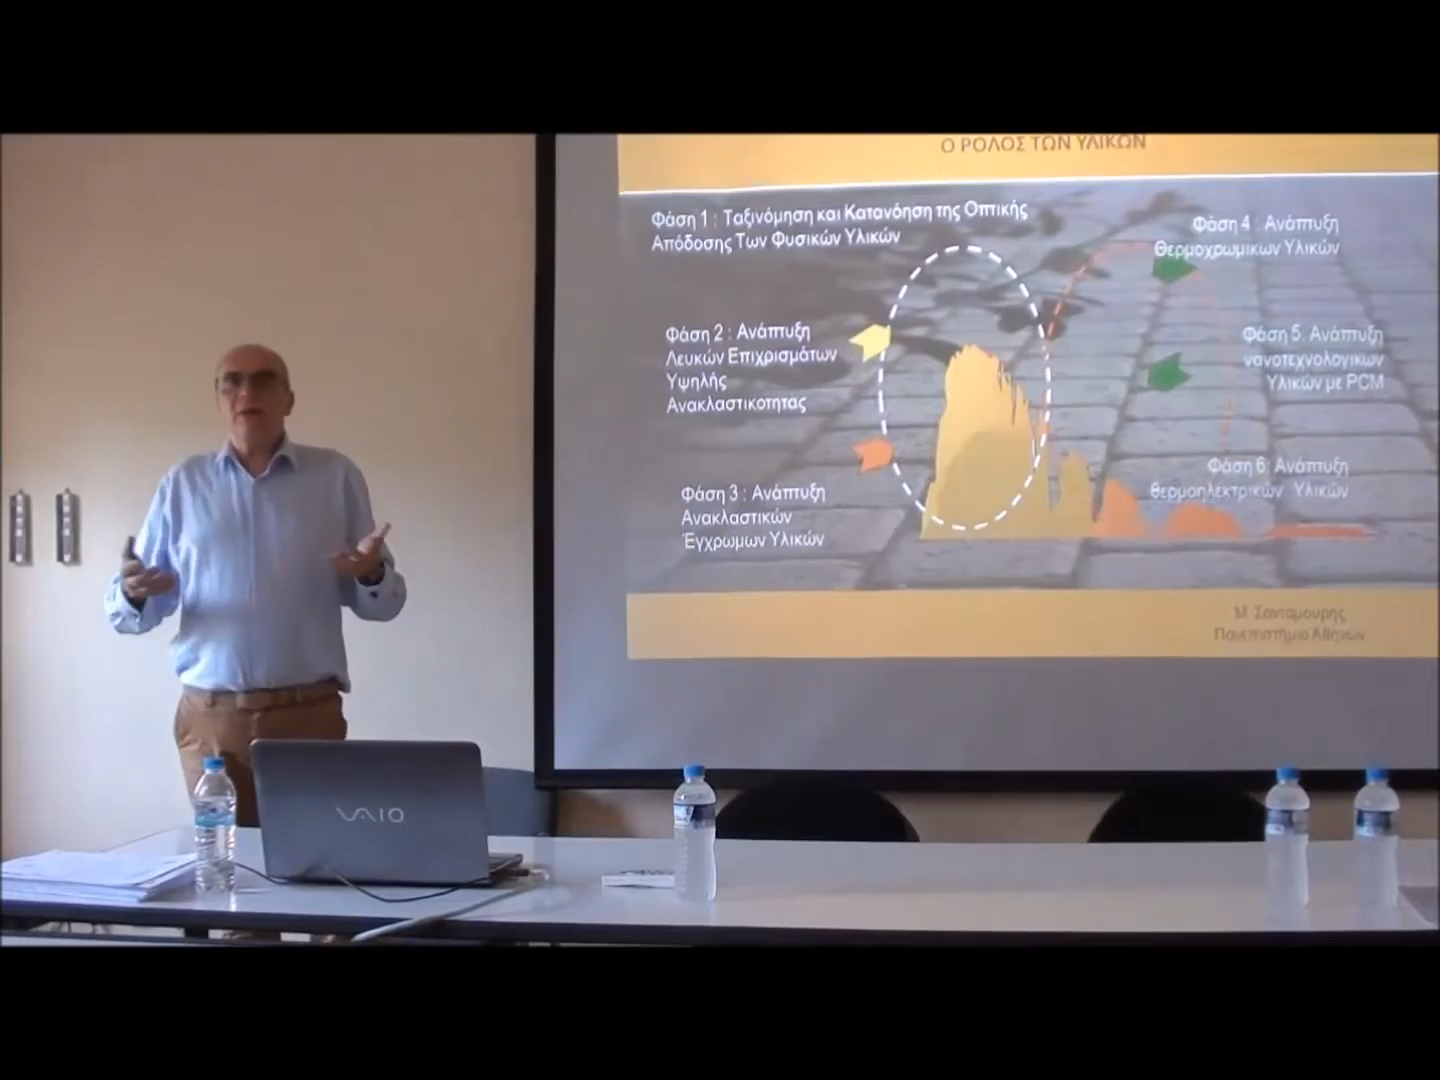 Ο ΡΟΛΟΣ ΤΩΝ ΥΛΙΚΩΝ
Φάση 1 : Ταξινόμηση και Κατανόηση της Οπτικής
Απόδοσης Των Φυσικών Υλικών
Φάση 2 : Ανάπτυξη
Λευκών Επιχρισμάτων
Υψηλής
Ανακλαστικοτητας
Φάση 3 : Ανάπτυξη
Ανακλαστικών
Έγχρωμων Υλικών
Φάση 4 : Ανάπτυξη
Θερμοχρωμικων Υλικών
Φάση 5: Ανάπτυξη
νανοτεχνολογικων
Υλικών με PCM
Φάση 6: Ανάπτυξη
θερμοηλεκτρικών Υλικών
Μ. Σανταμουρης
Πανεπιστήμιο Αθηνων
VAIO